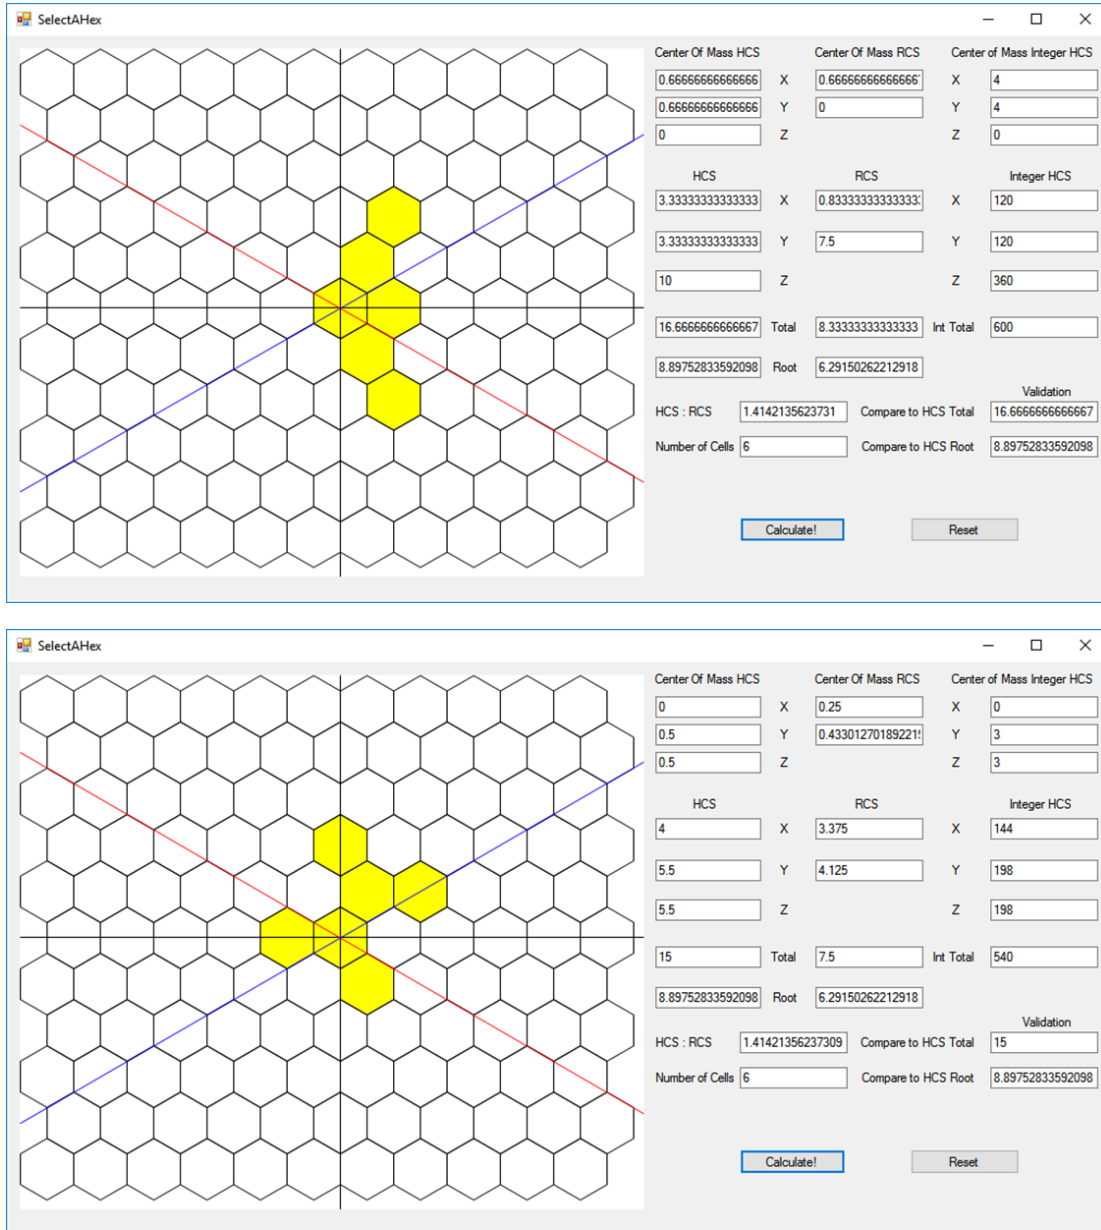 SelectAHex
Center Of Mass HCS Center Of Mass RCS Center of Mass Integer HCS
0.66666666666666 X 0.66666666666666 X 4
0.66666666666666 Y 0 Y 4
0 Z Z 0
HCS RCS Integer HCS
3.33333333333333 X 0.83333333333333 X 120
3.33333333333333 Y 7.5 Y 120
10 Z Z 360
16.6666666666667 Total 8.33333333333333 Int Total 600
8.89752833592098 Root 6.29150262212918
Validation
HCS : RCS 1.4142135623731 Compare to HCS Total 16.6666666666667
Number of Cells 6 Compare to HCS Root 8.89752833592098
Calculate! Reset
SelectAHex
Center Of Mass HCS Center Of Mass RCS Center of Mass Integer HCS
0 X 0.25 X 0
0.5 Y 0.43301270189221 Y 3
0.5 Z Z 3
HCS RCS Integer HCS
4 X 3.375 X 144
5.5 Y 4.125 Y 198
5.5 Z Z 198
15 Total 7.5 Int Total 540
8.89752833592098 Root 6.29150262212918
Validation
HCS : RCS 1.41421356237309 Compare to HCS Total 15
Number of Cells 6 Compare to HCS Root 8.89752833592098
Calculate! Reset